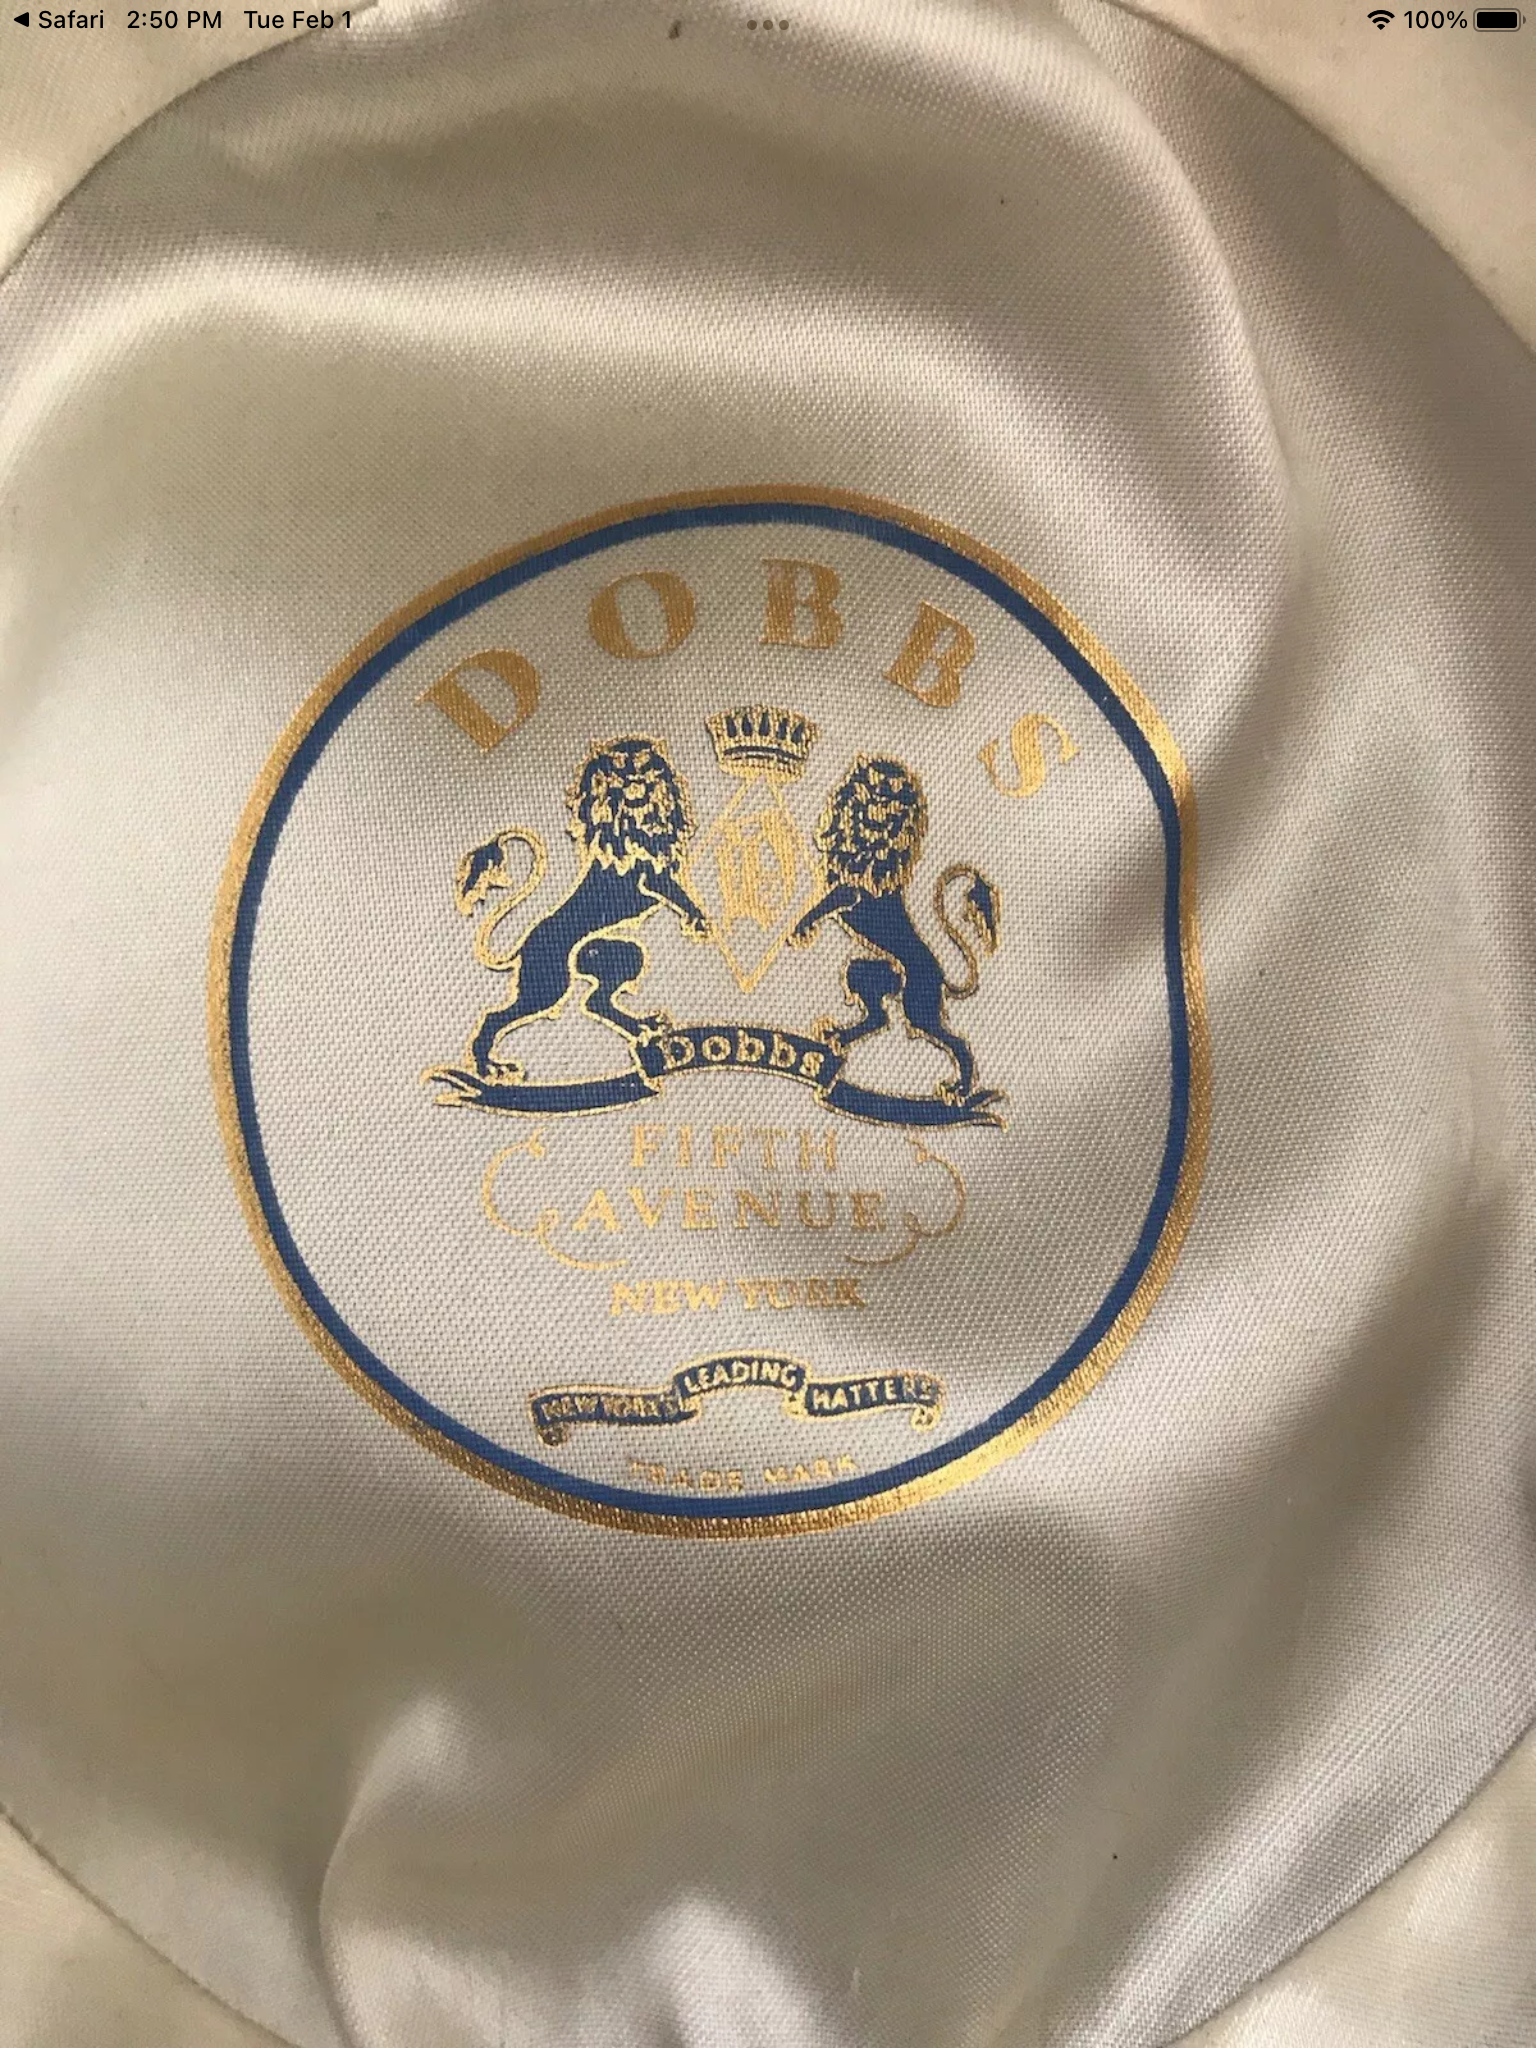 Safari 2:50 PM Tue Feb 1
100%
DOBBS
D
Dobbs
FIFTH
AVENUE
NEW YORK
NEW YORK'S LEADING HATTERS
TRADE MARK